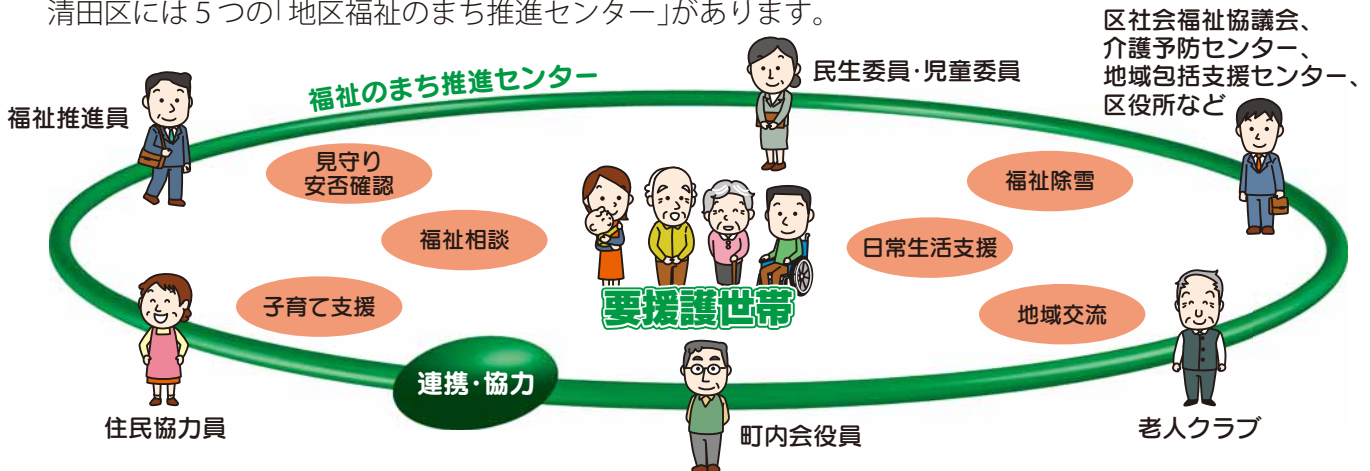 清田区には５つの「地区福祉のまち推進センター」があります。
区社会福祉協議会、
介護予防センター、
地域包括支援センター、
区役所など
民生委員・児童委員
福祉のまち推進センター
福祉推進員
見守り
安否確認
福祉除雪
福祉相談
日常生活支援
子育て支援
要援護世帯
地域交流
連携・協力
住民協力員
町内会役員
老人クラブ